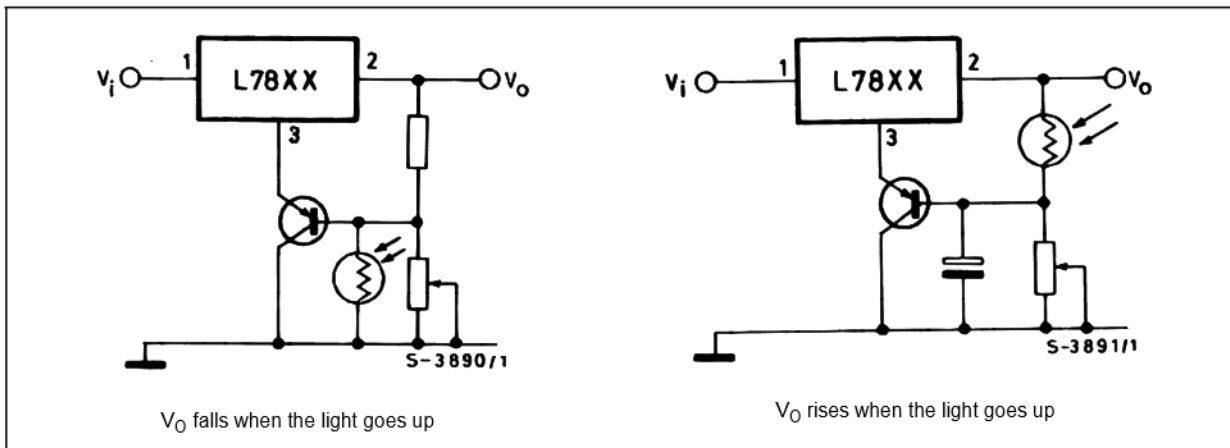 Vi
1
L78XX
2
Vo
3
S-3890/1
VO falls when the light goes up
Vi
1
L78XX
2
Vo
3
S-3891/1
VO rises when the light goes up